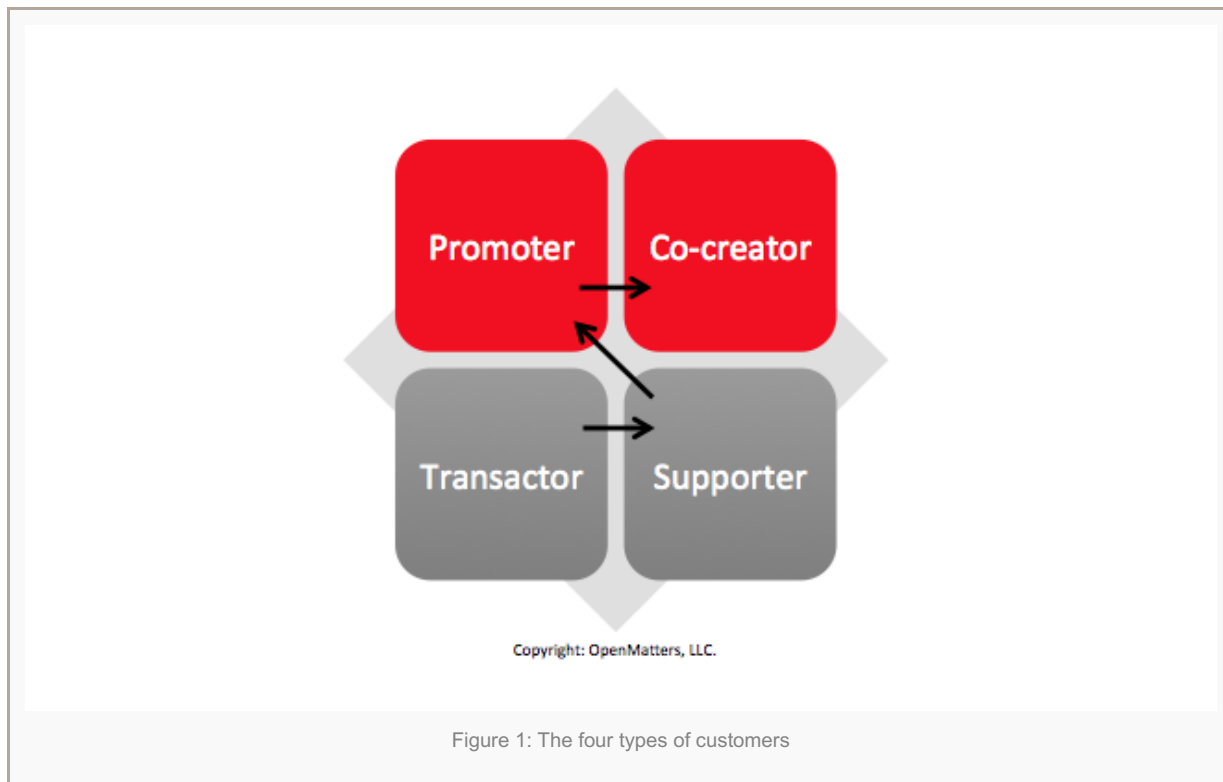 Promoter
Co-creator
Transactor
Supporter
Copyright: OpenMatters, LLC.
Figure 1: The four types of customers